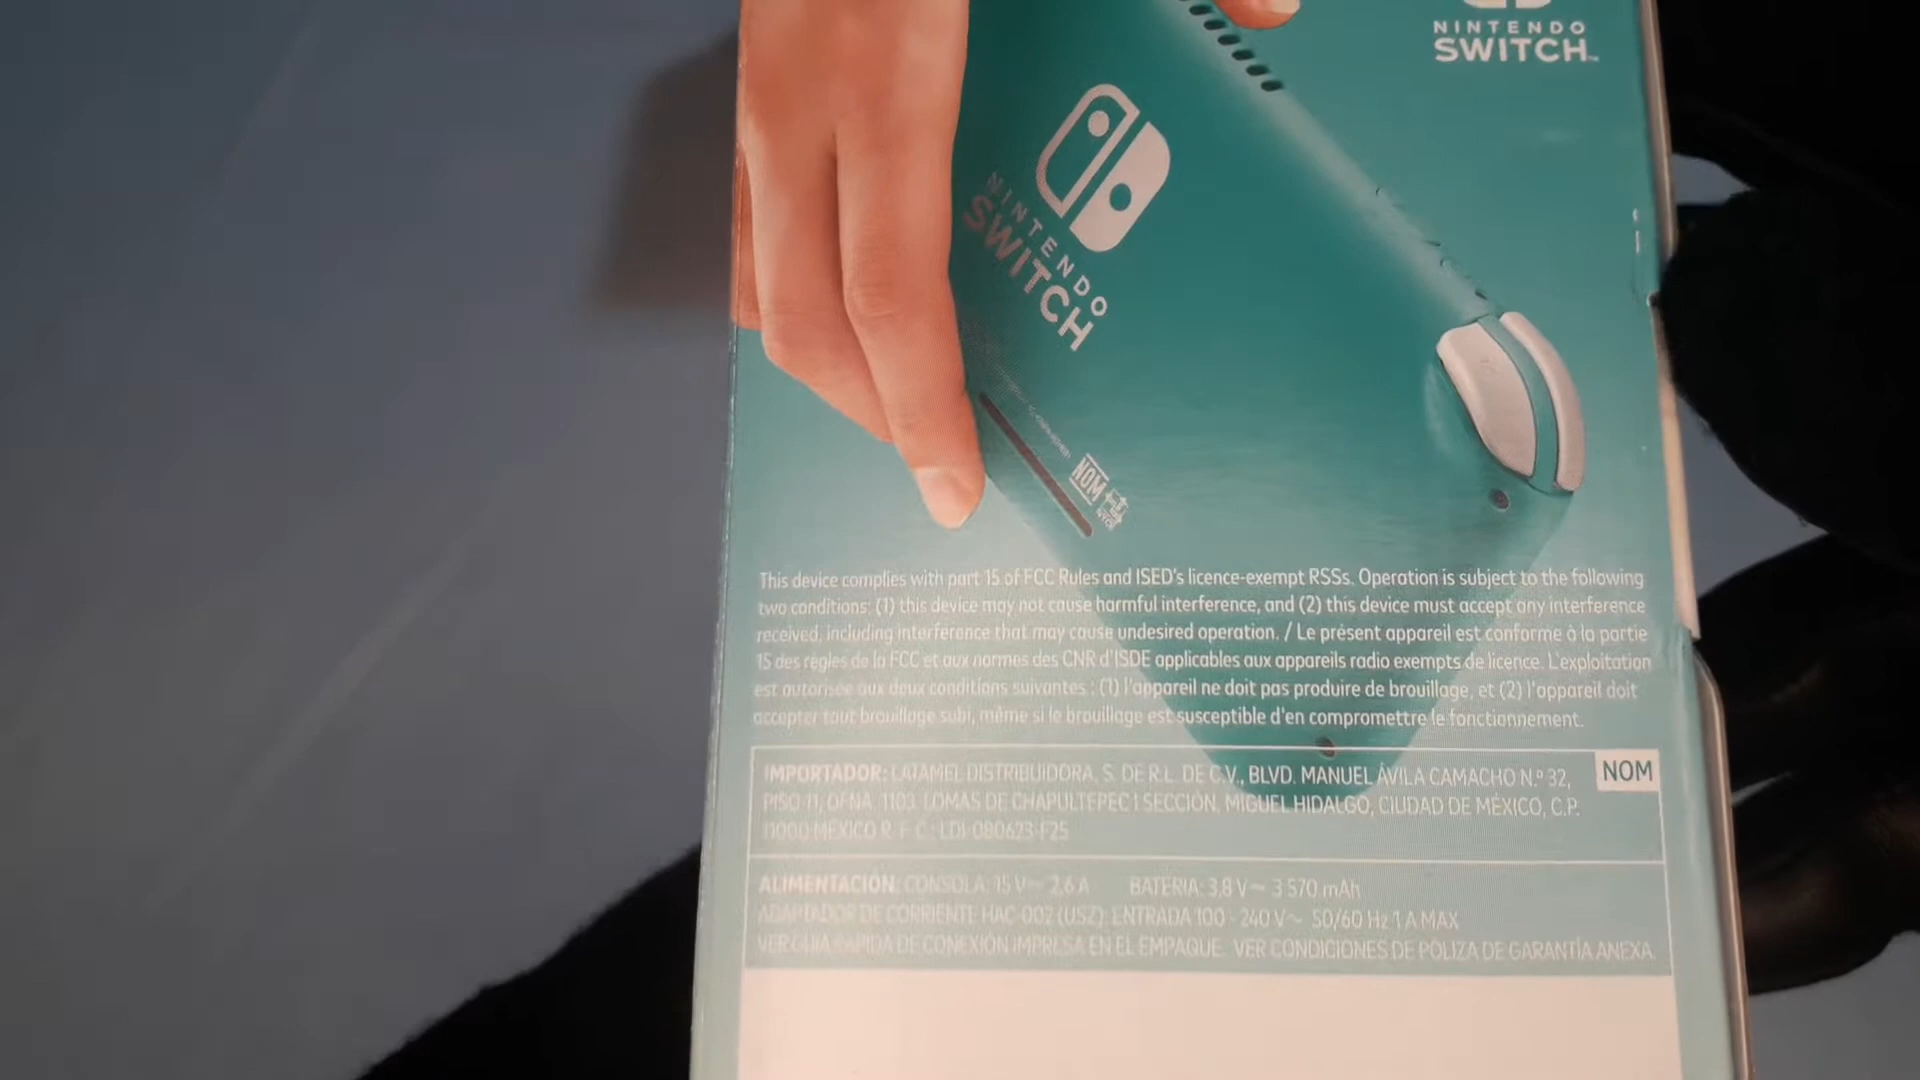 NINTENDO
SWITCH™
NINTENDO
SWITCH
NOM
This device complies with part 15 of FCC Rules and ISED's licence-exempt RSSs. Operation is subject to the following
two conditions: (1) this device may not cause harmful interference, and (2) this device must accept any interference
received, including interference that may cause undesired operation. / Le présent appareil est conforme à la partie
15 des règles de la FCC et aux normes des CNR d'ISDE applicables aux appareils radio exempts de licence. L'exploitation
est autorisée aux deux conditions suivantes : (1) l'appareil ne doit pas produire de brouillage, et (2) l'appareil doit
accepter tout brouillage subi, même si le brouillage est susceptible d'en compromettre le fonctionnement.
IMPORTADOR: LATAMEL DISTRIBUIDORA, S. DE R.L. DE C.V., BLVD. MANUEL ÁVILA CAMACHO N.º 32, NOM
PISO 11, OFNA. 1103. LOMAS DE CHAPULTEPEC I SECCIÓN, MIGUEL HIDALGO, CIUDAD DE MÉXICO, C.P.
11000 MÉXICO R. F. C.: LDI-080623-F25
ALIMENTACIÓN: CONSOLA: 15 V⎓ 2,6 A BATERIA: 3,8 V⎓ 3 570 mAh
ADAPTADOR DE CORRIENTE HAC-002 (USZ): ENTRADA 100 - 240 V~ 50/60 Hz 1 A MAX
VER GUIA RAPIDA DE CONEXION IMPRESA EN EL EMPAQUE. VER CONDICIONES DE PÓLIZA DE GARANTÍA ANEXA.